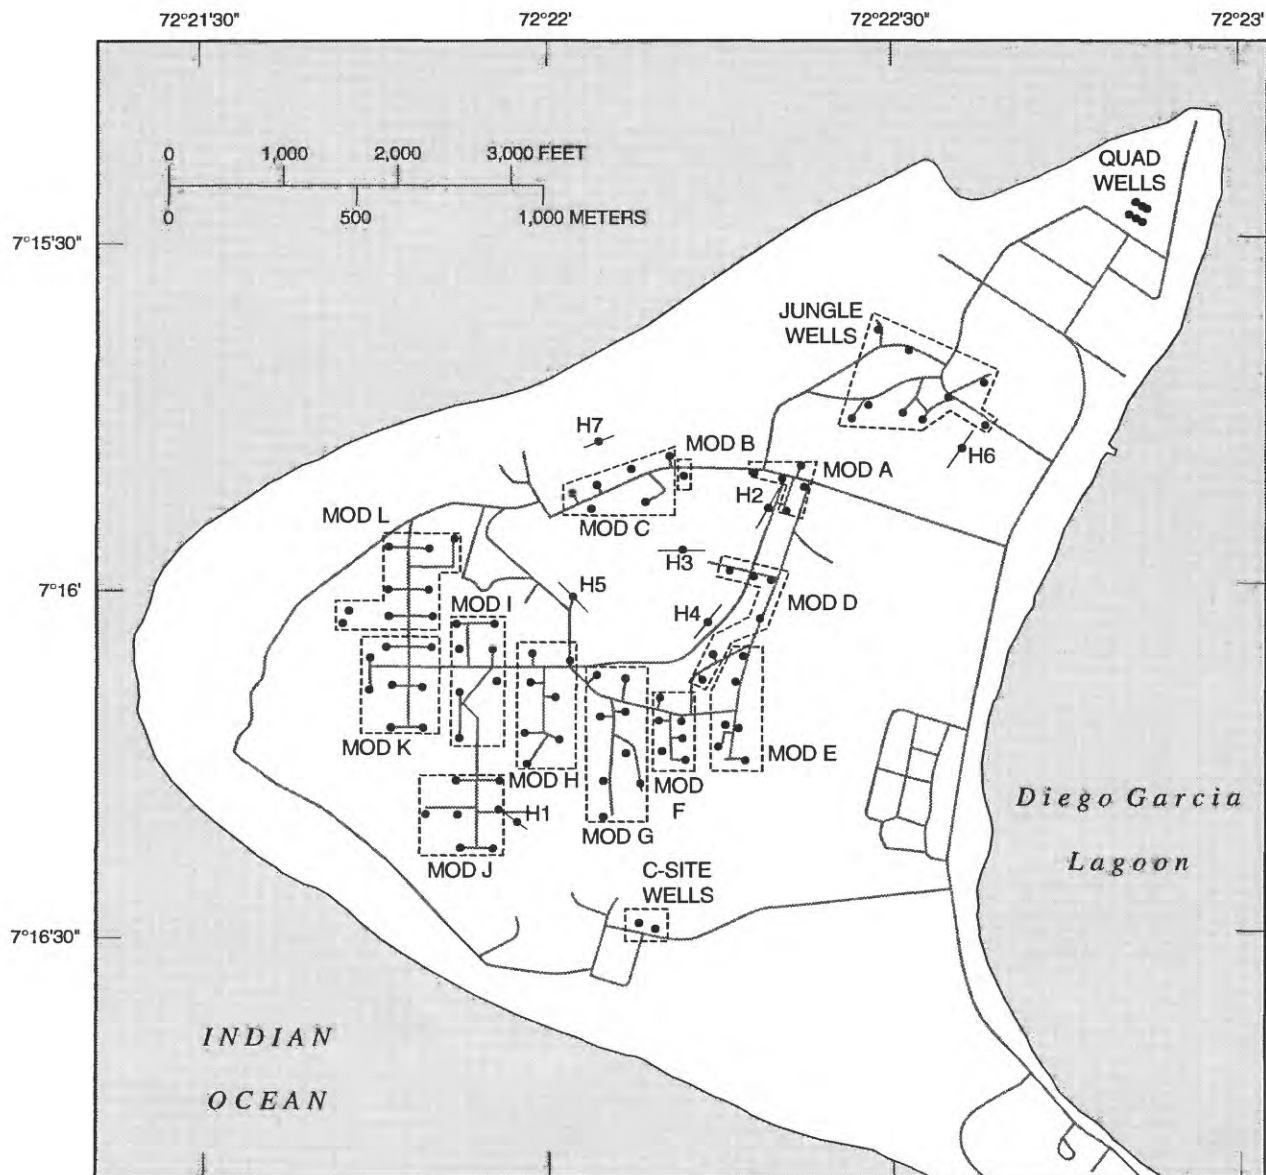 72°21'30" 72°22' 72°22'30" 72°23'
0 1,000 2,000 3,000 FEET
0 500 1,000 METERS
QUAD
WELLS
7°15'30"
JUNGLE
WELLS
H7
MOD B
MOD A
H6
H2
MOD C
MOD L
H3
7°16'
H5
MOD I
MOD D
H4
MOD K
MOD H
MOD E
MOD
F
H1
MOD G
MOD J
Diego Garcia
Lagoon
C-SITE
WELLS
7°16'30"
INDIAN
OCEAN